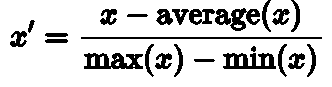 x′ = (x − average(x)) / (max(x) − min(x))